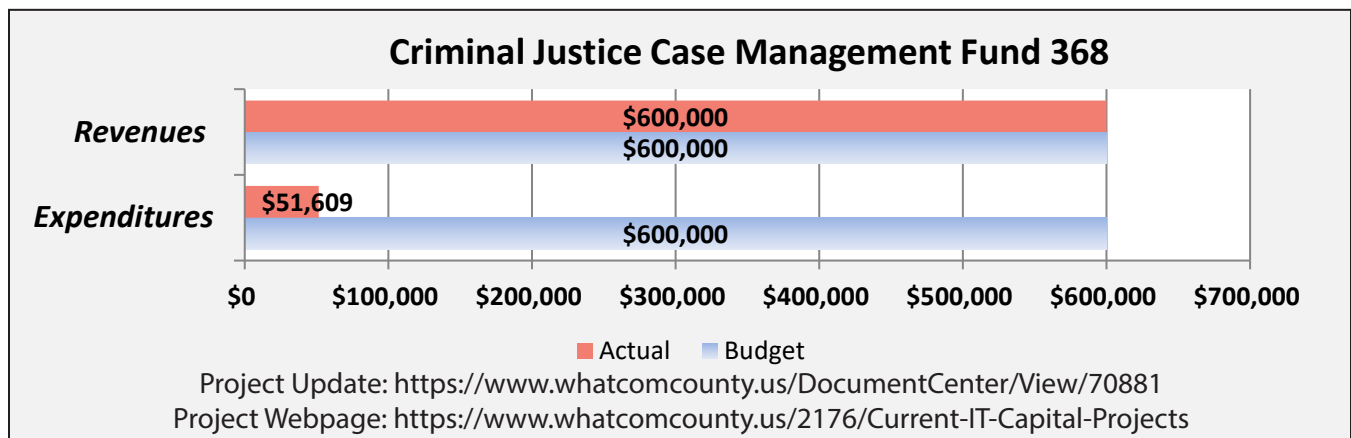 Criminal Justice Case Management Fund 368
Revenues
$600,000
$600,000
Expenditures
$51,609
$600,000
$0 $100,000 $200,000 $300,000 $400,000 $500,000 $600,000 $700,000
Actual Budget
Project Update: https://www.whatcomcounty.us/DocumentCenter/View/70881
Project Webpage: https://www.whatcomcounty.us/2176/Current-IT-Capital-Projects